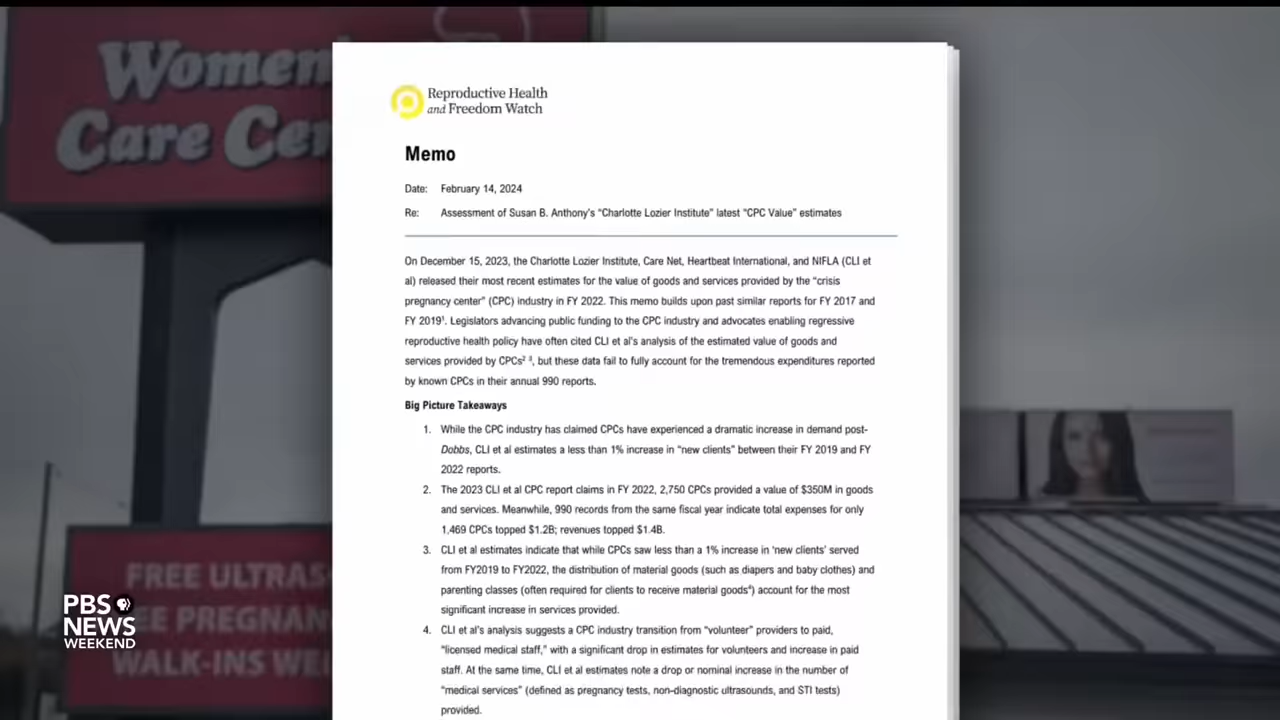 Women
Care Cen
Reproductive Health
and Freedom Watch
Memo
Date: February 14, 2024
Re: Assessment of Susan B. Anthony's "Charlotte Lozier Institute" latest "CPC Value" estimates
On December 15, 2023, the Charlotte Lozier Institute, Care Net, Heartbeat International, and NIFLA (CLI et
al) released their most recent estimates for the value of goods and services provided by the "crisis
pregnancy center" (CPC) industry in FY 2022. This memo builds upon past similar reports for FY 2017 and
FY 2019¹. Legislators advancing public funding to the CPC industry and advocates enabling regressive
reproductive health policy have often cited CLI et al's analysis of the estimated value of goods and
services provided by CPCs² ³, but these data fail to fully account for the tremendous expenditures reported
by known CPCs in their annual 990 reports.
Big Picture Takeaways
1. While the CPC industry has claimed CPCs have experienced a dramatic increase in demand post-
Dobbs, CLI et al estimates a less than 1% increase in "new clients" between their FY 2019 and FY
2022 reports.
2. The 2023 CLI et al CPC report claims in FY 2022, 2,750 CPCs provided a value of $350M in goods
and services. Meanwhile, 990 records from the same fiscal year indicate total expenses for only
1,469 CPCs topped $1.2B; revenues topped $1.4B.
3. CLI et al estimates indicate that while CPCs saw less than a 1% increase in 'new clients' served
from FY2019 to FY2022, the distribution of material goods (such as diapers and baby clothes) and
parenting classes (often required for clients to receive material goods⁴) account for the most
significant increase in services provided.
4. CLI et al's analysis suggests a CPC industry transition from "volunteer" providers to paid,
"licensed medical staff," with a significant drop in estimates for volunteers and increase in paid
staff. At the same time, CLI et al estimates note a drop or nominal increase in the number of
"medical services" (defined as pregnancy tests, non-diagnostic ultrasounds, and STI tests)
provided.
FREE ULTRAS
EE PREGNAN
WALK-INS WE
PBS
NEWS
WEEKEND